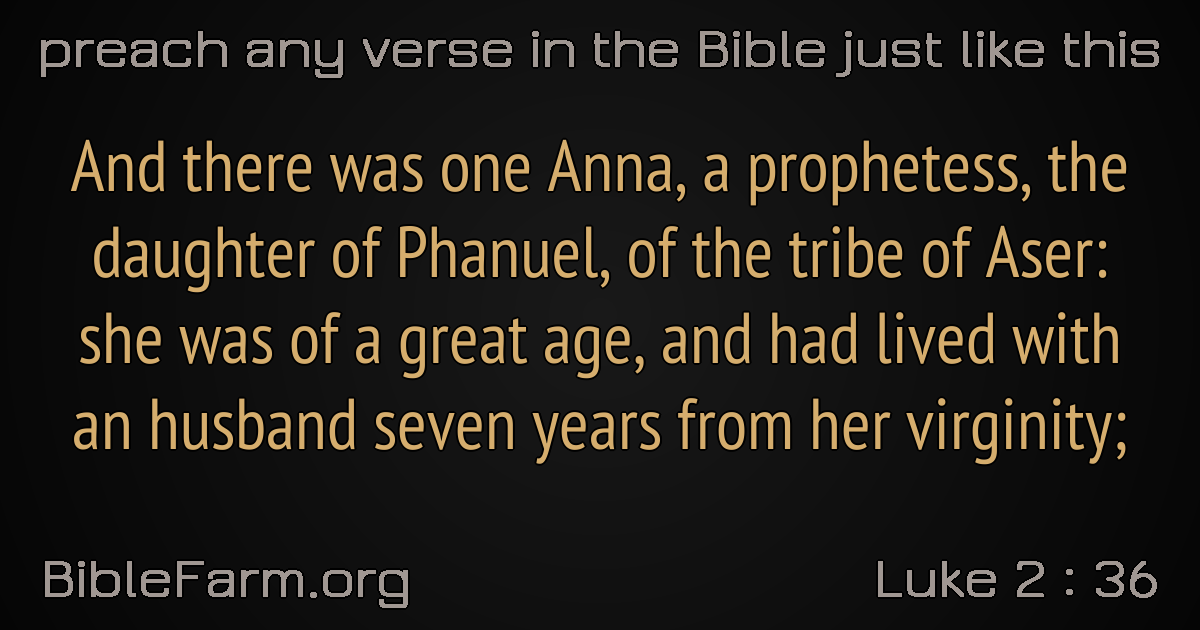 preach any verse in the Bible just like this
And there was one Anna, a prophetess, the
daughter of Phanuel, of the tribe of Aser:
she was of a great age, and had lived with
an husband seven years from her virginity;
BibleFarm.org
Luke 2 : 36